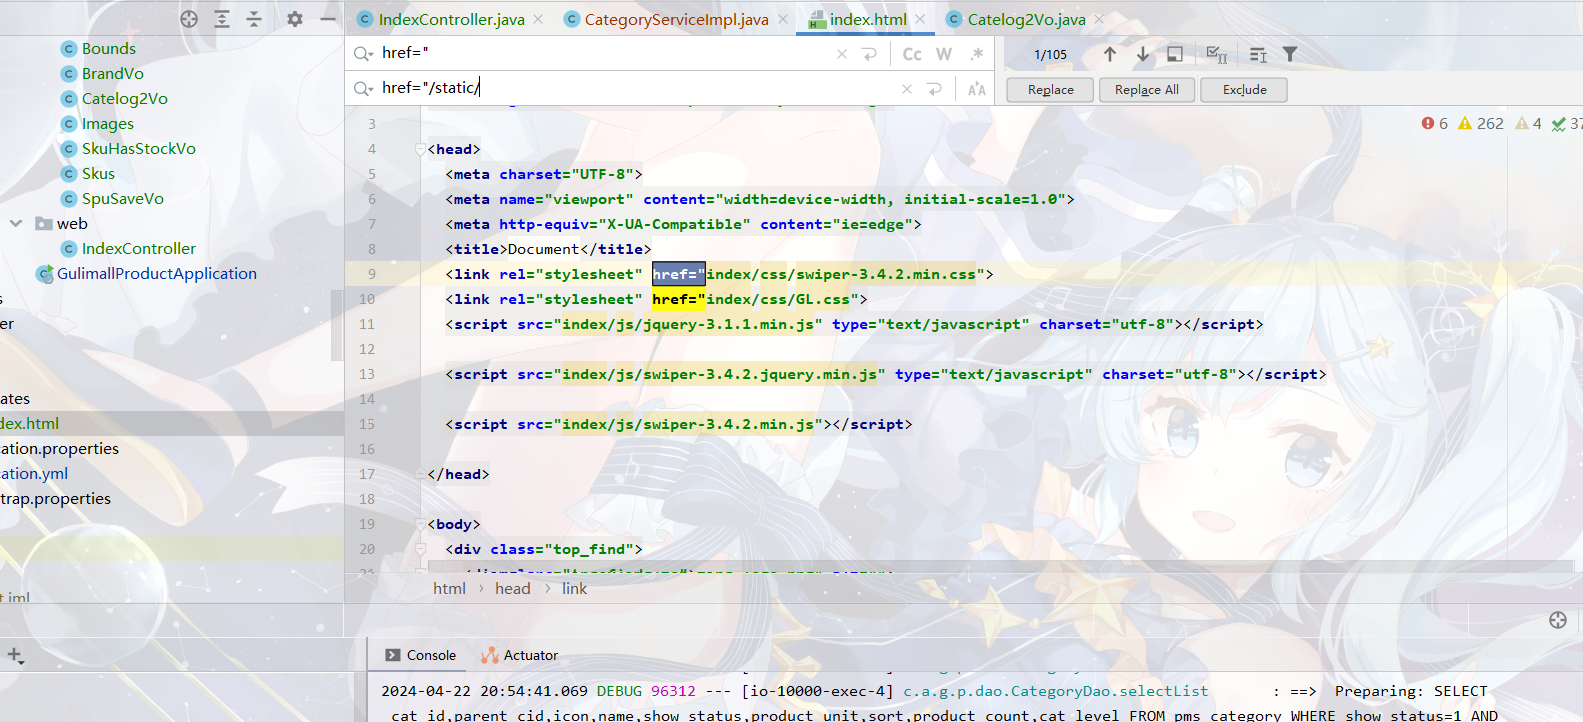 IndexController.java CategoryServiceImpl.java index.html Catelog2Vo.java
Bounds
BrandVo
Catelog2Vo
Images
SkuHasStockVo
Skus
SpuSaveVo
web
IndexController
GulimallProductApplication
er
ates
dex.html
cation.properties
cation.yml
trap.properties
t.iml
href=" Cc W .* 1/105
href="/static/ Replace Replace All Exclude
6 262 4 37
3
4 <head>
5 <meta charset="UTF-8">
6 <meta name="viewport" content="width=device-width, initial-scale=1.0">
7 <meta http-equiv="X-UA-Compatible" content="ie=edge">
8 <title>Document</title>
9 <link rel="stylesheet" href="index/css/swiper-3.4.2.min.css">
10 <link rel="stylesheet" href="index/css/GL.css">
11 <script src="index/js/jquery-3.1.1.min.js" type="text/javascript" charset="utf-8"></script>
12
13 <script src="index/js/swiper-3.4.2.jquery.min.js" type="text/javascript" charset="utf-8"></script>
14
15 <script src="index/js/swiper-3.4.2.min.js"></script>
16
17 </head>
18
19 <body>
20 <div class="top_find">
html › head › link
Console Actuator
2024-04-22 20:54:41.069 DEBUG 96312 --- [io-10000-exec-4] c.a.g.p.dao.CategoryDao.selectList : ==> Preparing: SELECT
cat_id,parent_cid,icon,name,show_status,product_unit,sort,product_count,cat_level FROM pms_category WHERE show_status=1 AND